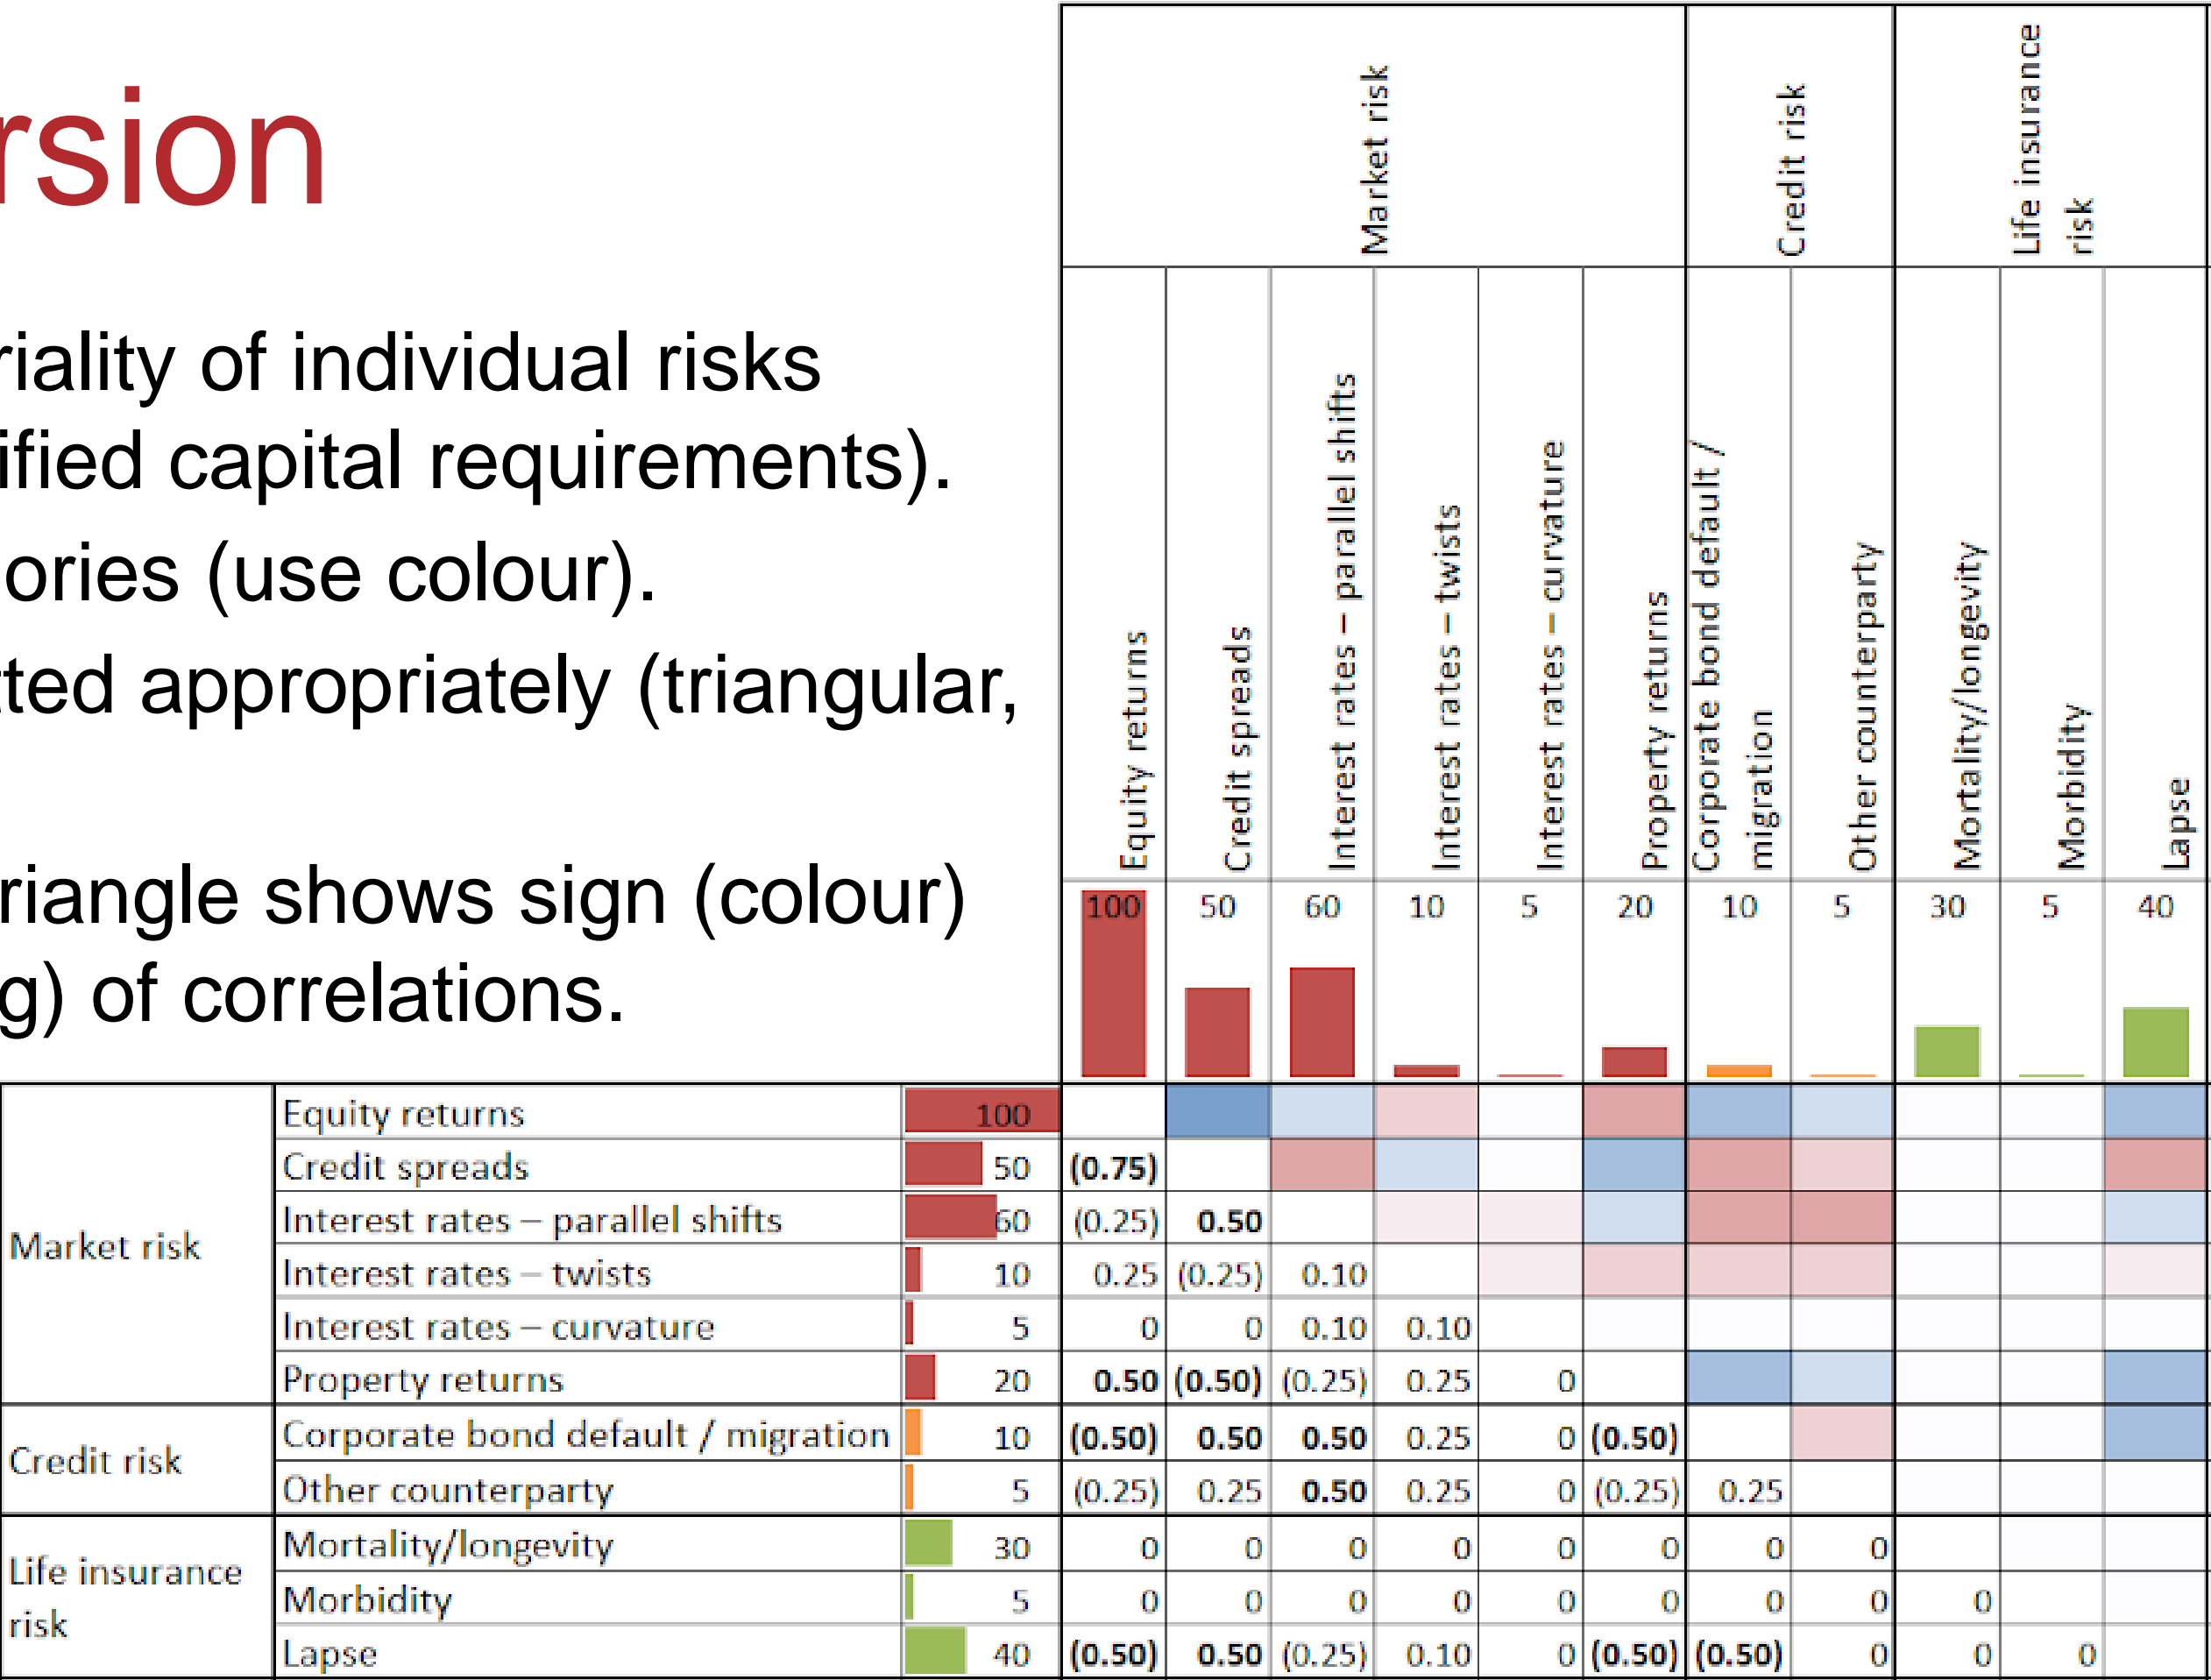 rsion
riality of individual risks
ified capital requirements).
ories (use colour).
tted appropriately (triangular,
riangle shows sign (colour)
g) of correlations.
Market risk
Credit risk
Life insurance
risk
Equity returns
Credit spreads
Interest rates – parallel shifts
Interest rates – twists
Interest rates – curvature
Property returns
Corporate bond default /
migration
Other counterparty
Mortality/longevity
Morbidity
Lapse
100 50 60 10 5 20 10 5 30 5 40
Market risk
Equity returns 100
Credit spreads 50 (0.75)
Interest rates – parallel shifts 60 (0.25) 0.50
Interest rates – twists 10 0.25 (0.25) 0.10
Interest rates – curvature 5 0 0 0.10 0.10
Property returns 20 0.50 (0.50) (0.25) 0.25 0
Credit risk
Corporate bond default / migration 10 (0.50) 0.50 0.50 0.25 0 (0.50)
Other counterparty 5 (0.25) 0.25 0.50 0.25 0 (0.25) 0.25
Life insurance
risk
Mortality/longevity 30 0 0 0 0 0 0 0 0
Morbidity 5 0 0 0 0 0 0 0 0 0
Lapse 40 (0.50) 0.50 (0.25) 0.10 0 (0.50) (0.50) 0 0 0